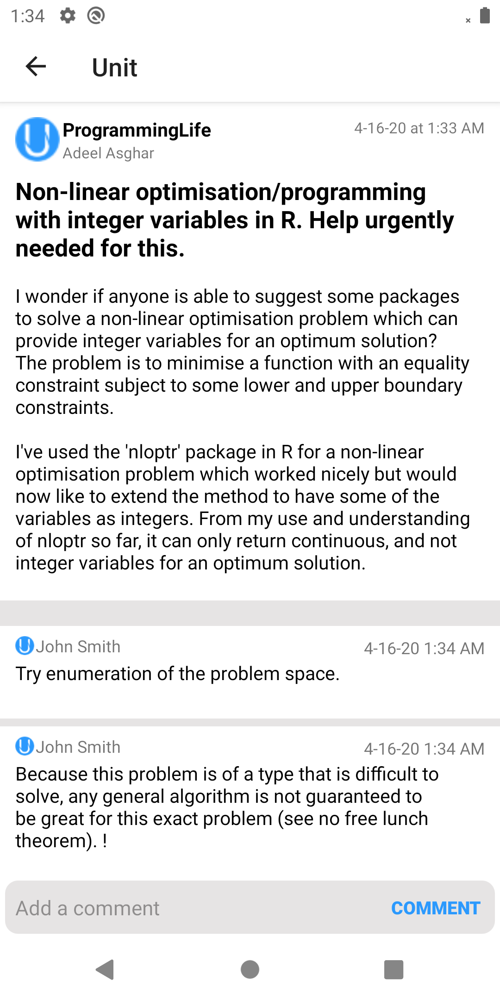 1:34
Unit
ProgrammingLife
4-16-20 at 1:33 AM
Adeel Asghar
Non-linear optimisation/programming
with integer variables in R. Help urgently
needed for this.
I wonder if anyone is able to suggest some packages
to solve a non-linear optimisation problem which can
provide integer variables for an optimum solution?
The problem is to minimise a function with an equality
constraint subject to some lower and upper boundary
constraints.
I've used the 'nloptr' package in R for a non-linear
optimisation problem which worked nicely but would
now like to extend the method to have some of the
variables as integers. From my use and understanding
of nloptr so far, it can only return continuous, and not
integer variables for an optimum solution.
John Smith
4-16-20 1:34 AM
Try enumeration of the problem space.
John Smith
4-16-20 1:34 AM
Because this problem is of a type that is difficult to
solve, any general algorithm is not guaranteed to
be great for this exact problem (see no free lunch
theorem). !
Add a comment
COMMENT